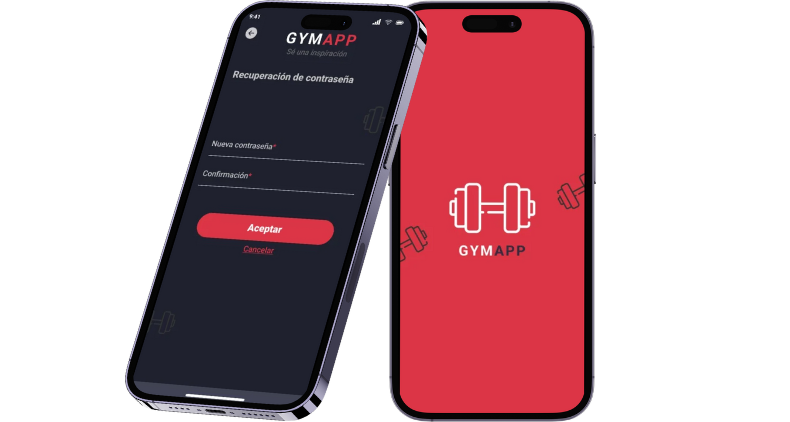 9:41
GYMAPP
Sé una inspiración
Recuperación de contraseña
Nueva contraseña*
Confirmación*
Aceptar
Cancelar
GYMAPP